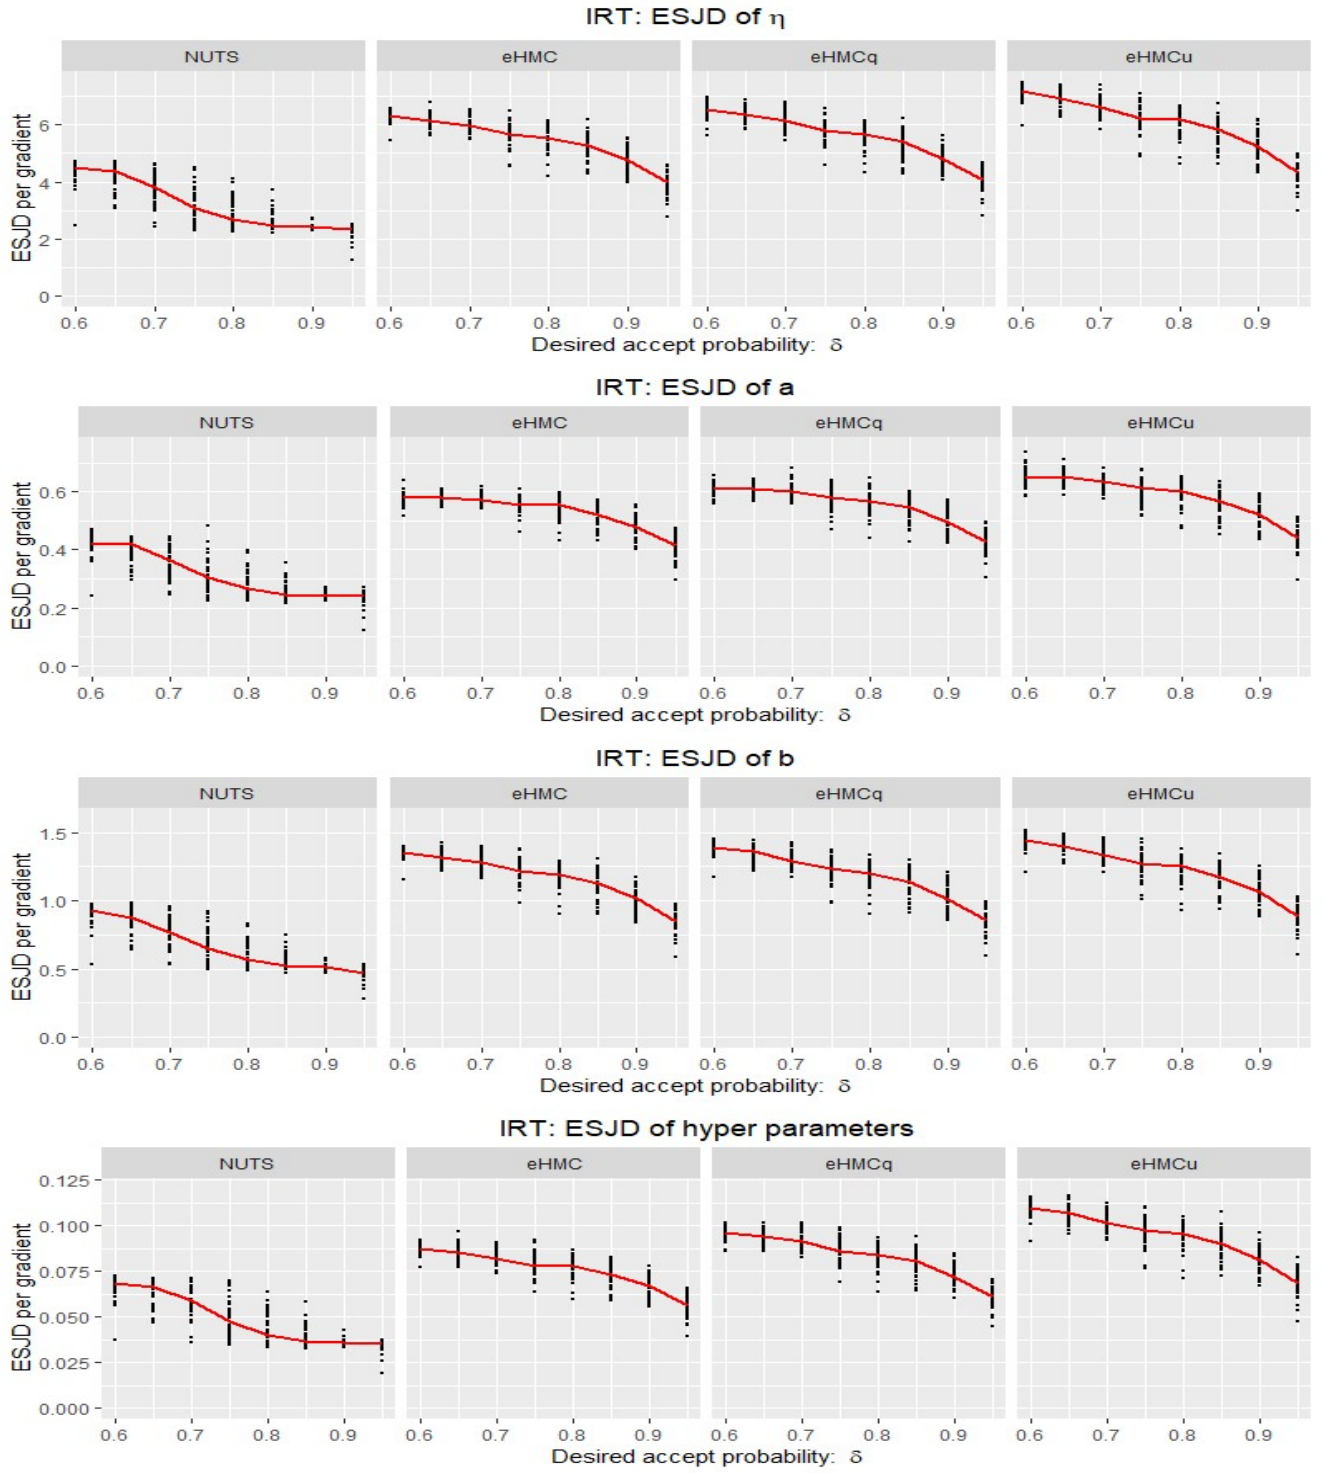 IRT: ESJD of η
NUTS eHMC eHMCq eHMCu
ESJD per gradient
6
4
2
0
0.6 0.7 0.8 0.9 0.6 0.7 0.8 0.9 0.6 0.7 0.8 0.9 0.6 0.7 0.8 0.9
Desired accept probability: δ
IRT: ESJD of a
NUTS eHMC eHMCq eHMCu
ESJD per gradient
0.6
0.4
0.2
0.0
0.6 0.7 0.8 0.9 0.6 0.7 0.8 0.9 0.6 0.7 0.8 0.9 0.6 0.7 0.8 0.9
Desired accept probability: δ
IRT: ESJD of b
NUTS eHMC eHMCq eHMCu
ESJD per gradient
1.5
1.0
0.5
0.0
0.6 0.7 0.8 0.9 0.6 0.7 0.8 0.9 0.6 0.7 0.8 0.9 0.6 0.7 0.8 0.9
Desired accept probability: δ
IRT: ESJD of hyper parameters
NUTS eHMC eHMCq eHMCu
ESJD per gradient
0.125
0.100
0.075
0.050
0.025
0.000
0.6 0.7 0.8 0.9 0.6 0.7 0.8 0.9 0.6 0.7 0.8 0.9 0.6 0.7 0.8 0.9
Desired accept probability: δ